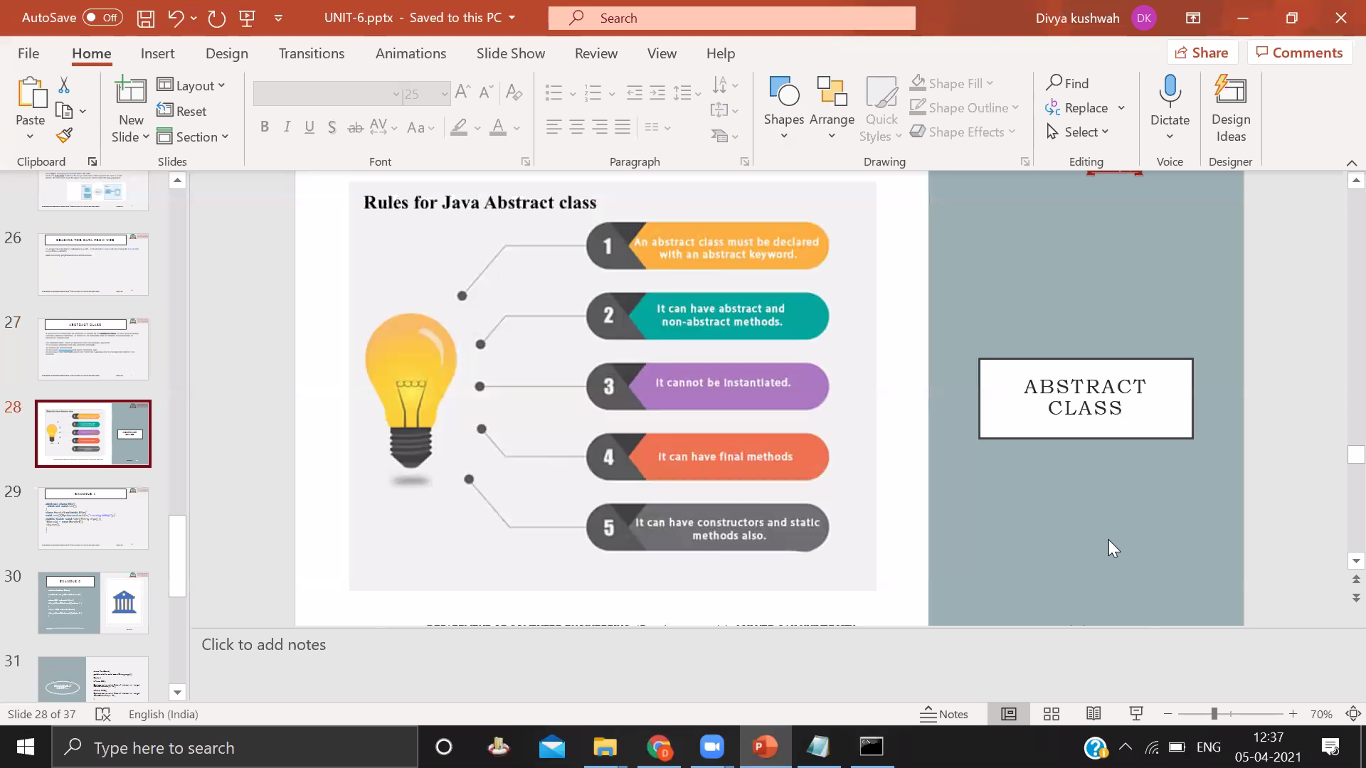 AutoSave Off UNIT-6.pptx - Saved to this PC Search Divya kushwah DK
File Home Insert Design Transitions Animations Slide Show Review View Help Share Comments
Paste
Clipboard
New
Slide
Layout
Reset
Section
Slides
25
A A A
B I U S ab AV Aa A
Font
Paragraph
Shapes
Arrange
Quick
Styles
Shape Fill
Shape Outline
Shape Effects
Drawing
Find
Replace
Select
Editing
Dictate
Voice
Design
Ideas
Designer
26
27
ABSTRACT CLASS
28
29
30
31
Rules for Java Abstract class
1
An abstract class must be declared
with an abstract keyword.
2
It can have abstract and
non-abstract methods.
3
It cannot be instantiated.
4
It can have final methods
5
It can have constructors and static
methods also.
ABSTRACT
CLASS
Click to add notes
Slide 28 of 37 English (India) Notes 70%
Type here to search ENG 12:37
05-04-2021